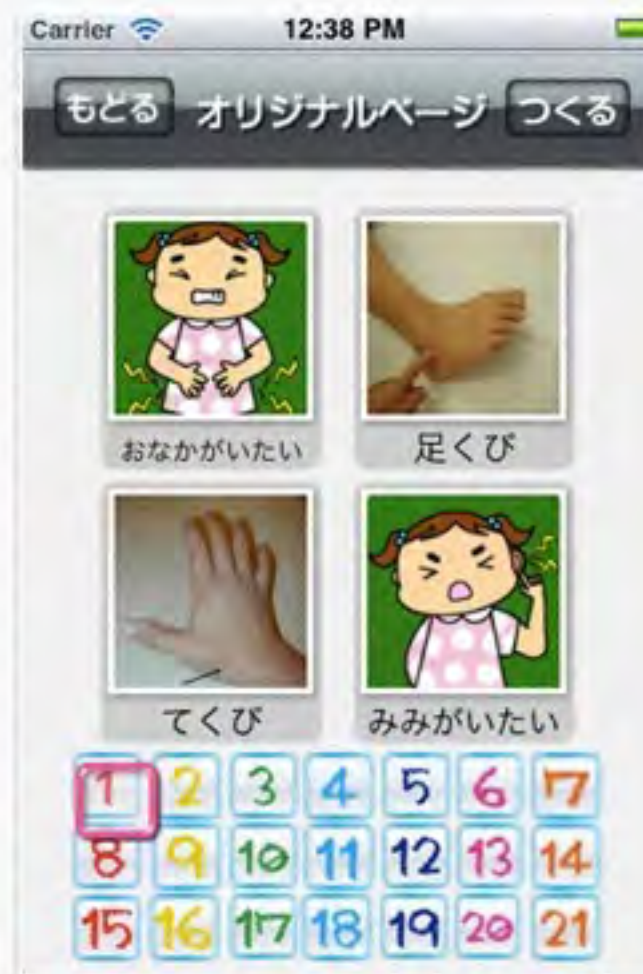 Carrier 12:38 PM
もどる オリジナルページ つくる
おなかがいたい 足くび
てくび みみがいたい
1 2 3 4 5 6 7
8 9 10 11 12 13 14
15 16 17 18 19 20 21